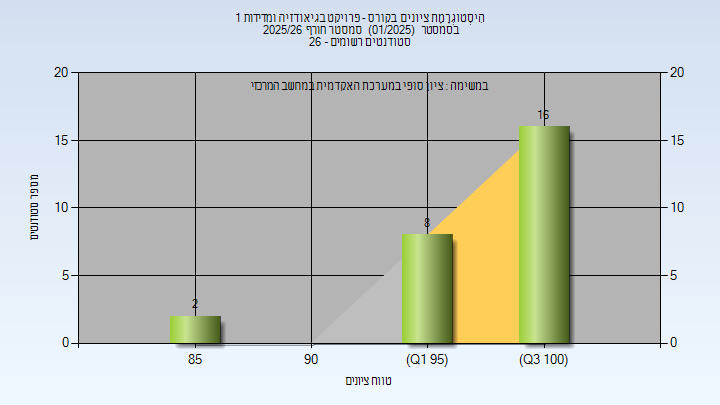 היסטוגרמת ציונים בקורס - פרויקט בגיאודזיה ומדידות 1
בסמסטר (01/2025) סמסטר חורף 2025/26
סטודנטים רשומים - 26
במשימה : ציון סופי במערכת האקדמית במחשב המרכזי
20 20
15 15
10 10
5 5
0 0
2
8
16
85 90 (Q1 95) (Q3 100)
מספר סטודנטים
טווח ציונים